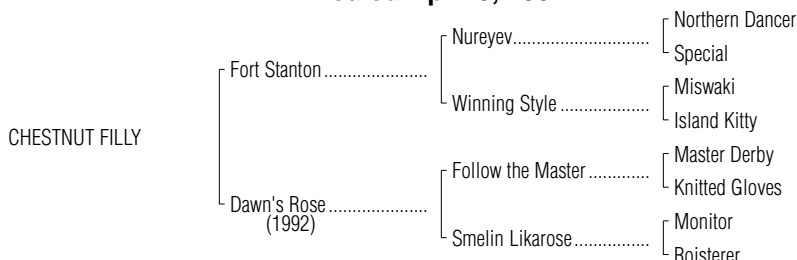 Northern Dancer
Nureyev
Special
Fort Stanton
Miswaki
Winning Style
Island Kitty
CHESTNUT FILLY
Master Derby
Follow the Master
Knitted Gloves
Dawn's Rose
(1992)
Monitor
Smelin Likarose
Roisterer